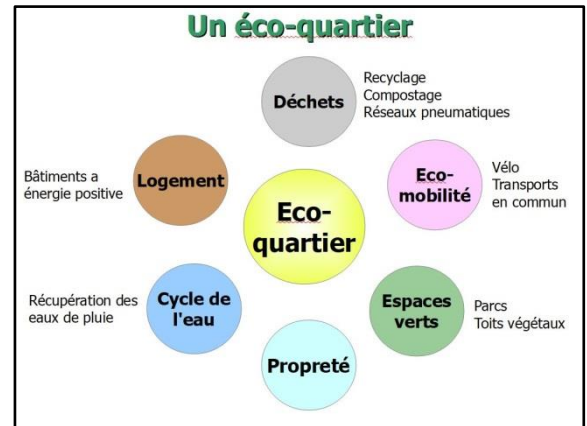 Un éco-quartier
Déchets
Recyclage
Compostage
Réseaux pneumatiques
Bâtiments a
énergie positive
Logement
Eco-
quartier
Eco-
mobilité
Vélo
Transports
en commun
Récupération des
eaux de pluie
Cycle de
l'eau
Propreté
Espaces
verts
Parcs
Toits végétaux